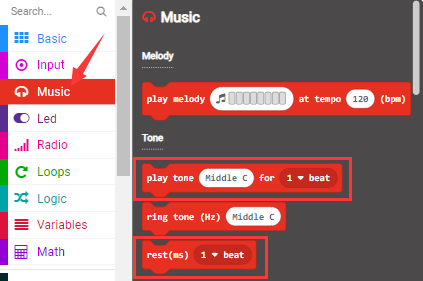 Search...
Basic
Input
Music
Led
Radio
Loops
Logic
Variables
Math
Music
Melody
play melody at tempo 120 (bpm)
Tone
play tone Middle C for 1 beat
ring tone (Hz) Middle C
rest(ms) 1 beat